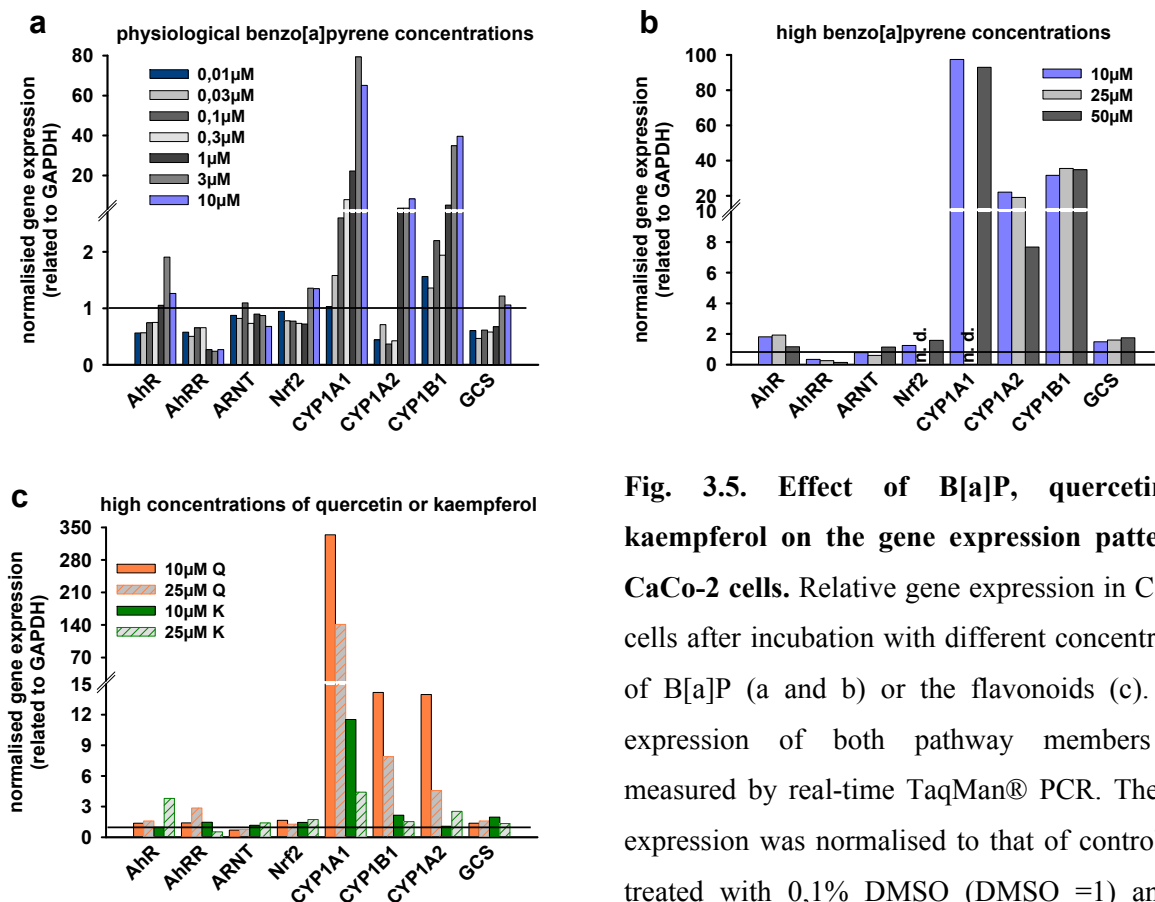 a
physiological benzo[a]pyrene concentrations
normalisied gene expression
(related to GAPDH)
80
60
40
20
2
1
0
0,01µM
0,03µM
0,1µM
0,3µM
1µM
3µM
10µM
AhR
AhRR
ARNT
Nrf2
CYP1A1
CYP1A2
CYP1B1
GCS
b
high benzo[a]pyrene concentrations
normalisied gene expression
(related to GAPDH)
100
80
60
40
20
10
8
6
4
2
0
10µM
25µM
50µM
n. d.
n. d.
AhR
AhRR
ARNT
Nrf2
CYP1A1
CYP1A2
CYP1B1
GCS
c
high concentrations of quercetin or kaempferol
normalised gene expression
(related to GAPDH)
350
280
210
140
70
15
12
9
6
3
0
10µM Q
25µM Q
10µM K
25µM K
AhR
AhRR
ARNT
Nrf2
CYP1A1
CYP1B1
CYP1A2
GCS
Fig. 3.5. Effect of B[a]P, quercetin
kaempferol on the gene expression patte
CaCo-2 cells. Relative gene expression in C
cells after incubation with different concentr
of B[a]P (a and b) or the flavonoids (c).
expression of both pathway members
measured by real-time TaqMan® PCR. The
expression was normalised to that of control
treated with 0,1% DMSO (DMSO =1) an